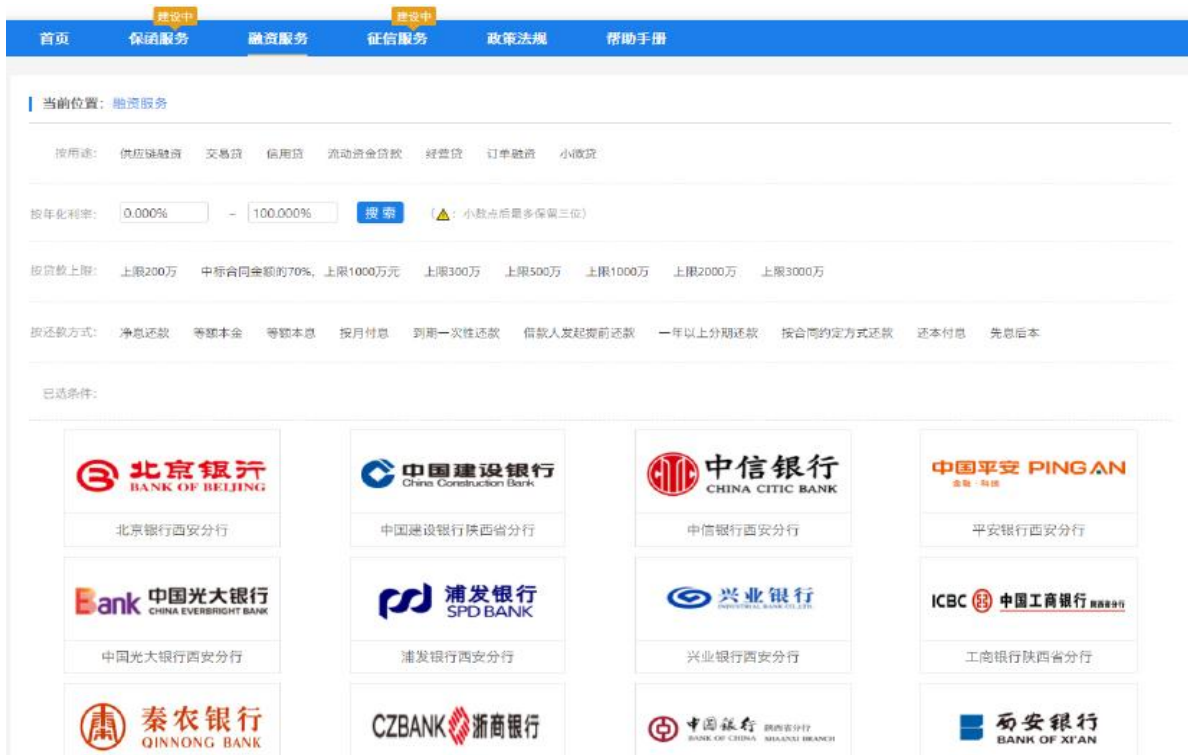 建设中 建设中
首页 保函服务 融资服务 征信服务 政策法规 帮助手册
当前位置：融资服务
按用途： 供应链融资 交易贷 信用贷 流动资金贷款 经营贷 订单融资 小微贷
按年化利率： 0.000% - 100.000% 搜索 （ ：小数点后最多保留三位）
按贷款上限： 上限200万 中标合同金额的70%，上限1000万元 上限300万 上限500万 上限1000万 上限2000万 上限3000万
按还款方式： 净息还款 等额本金 等额本息 按月付息 到期一次性还款 借款人发起提前还款 一年以上分期还款 按合同约定方式还款 还本付息 先息后本
已选条件：
北京银行 中国建设银行 中信银行 中国平安 PINGAN
BANK OF BEIJING China Construction Bank CHINA CITIC BANK 金融·科技
北京银行西安分行 中国建设银行陕西省分行 中信银行西安分行 平安银行西安分行
Bank 中国光大银行 浦发银行 兴业银行 ICBC 中国工商银行 陕西省分行
CHINA EVERBRIGHT BANK SPD BANK INDUSTRIAL BANK CO.,LTD.
中国光大银行西安分行 浦发银行西安分行 兴业银行西安分行 工商银行陕西省分行
秦农银行 CZBANK 浙商银行 中国银行 陕西省分行 西安银行
QINNONG BANK BANK OF CHINA SHAANXI BRANCH BANK OF XI'AN